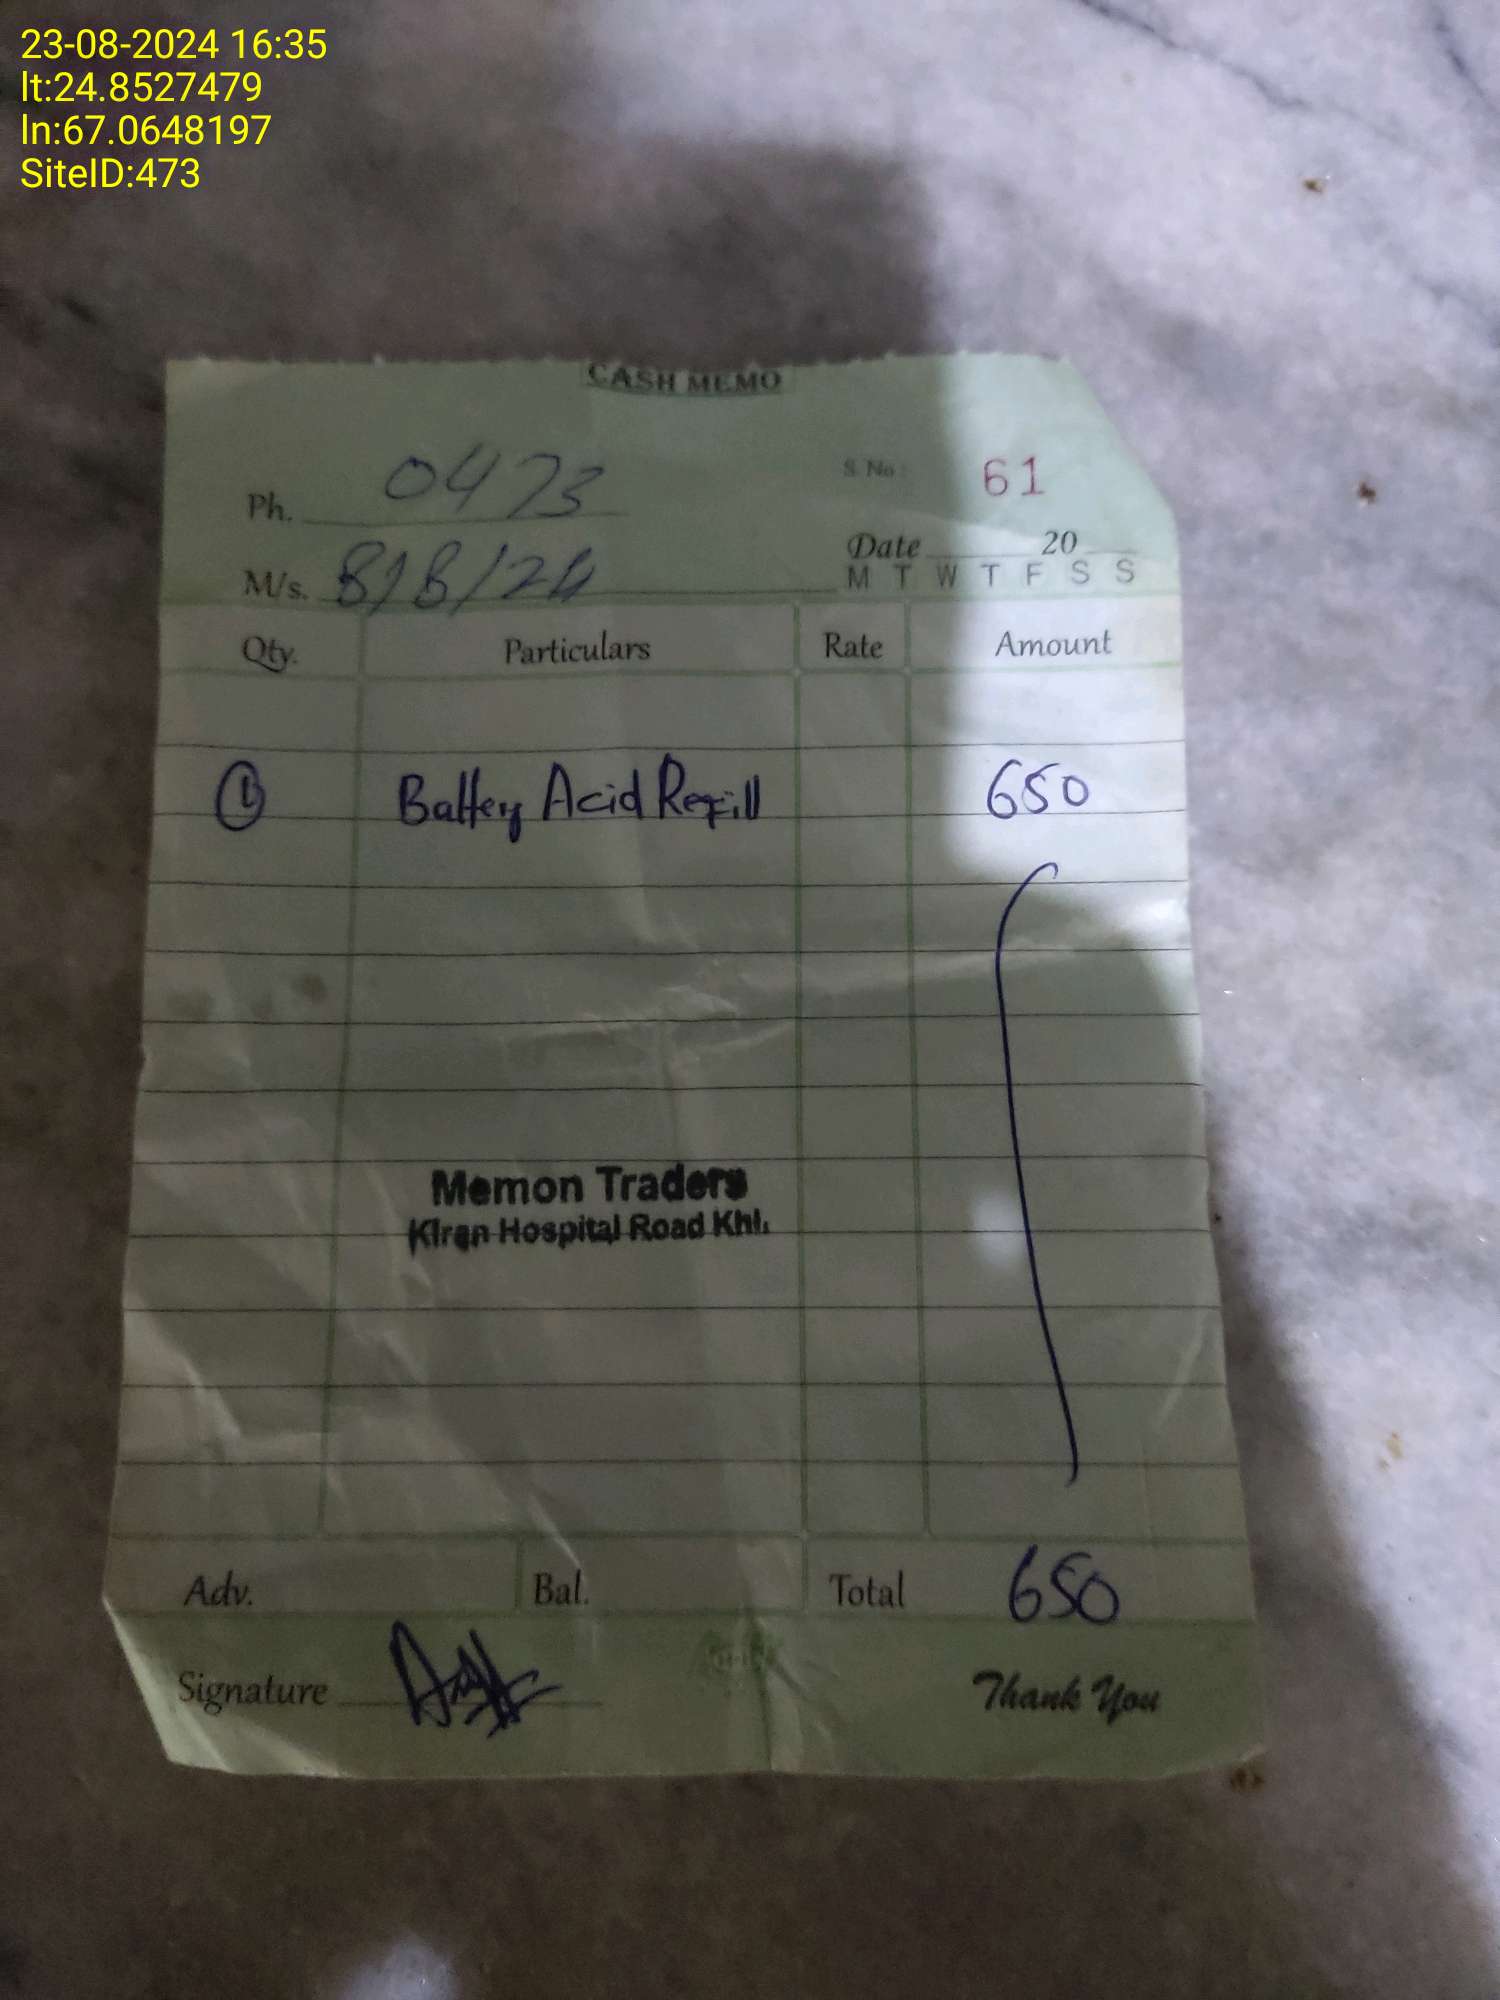 23-08-2024 16:35
lt:24.8527479
ln:67.0648197
SiteID:473
CASH MEMO
Ph. 0473
S No: 61
Date 20
M/s. 8/8/24
M T W T F S S
Qty. Particulars Rate Amount
1 Battery Acid Refill 650
Memon Traders
Kiran Hospital Road Khi.
Adv. Bal. Total 650
Signature
Thank You